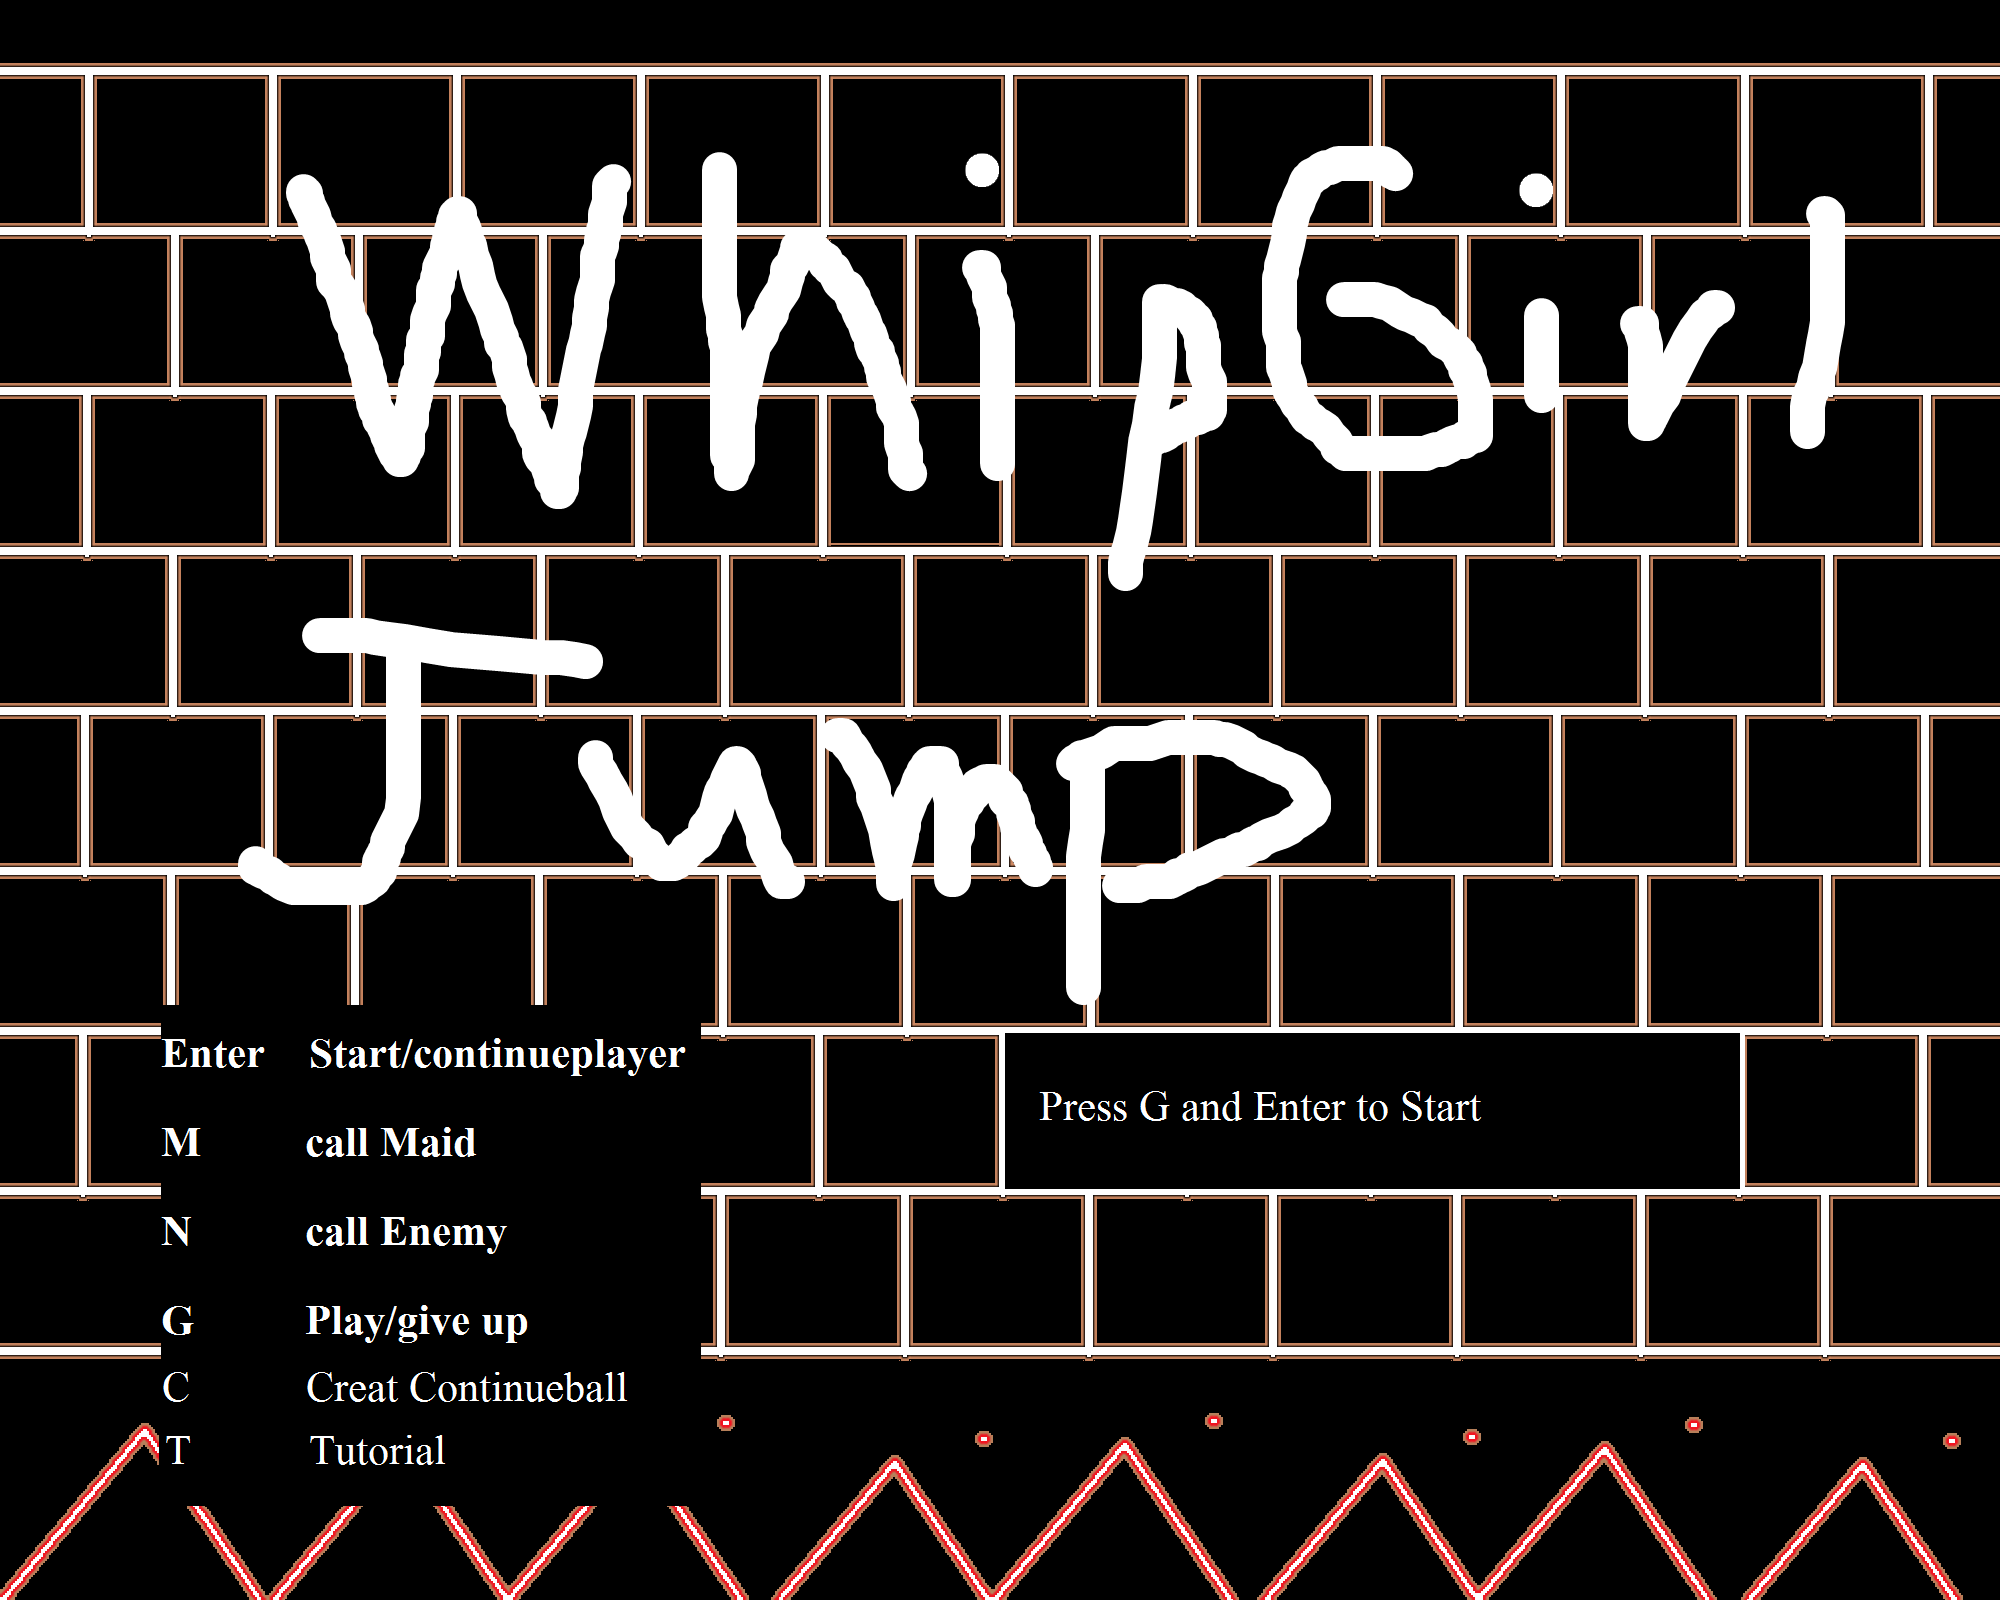 WhipGirl
Jump
Enter Start/continueplayer
M call Maid
N call Enemy
G Play/give up
C Creat Continueball
T Tutorial
Press G and Enter to Start